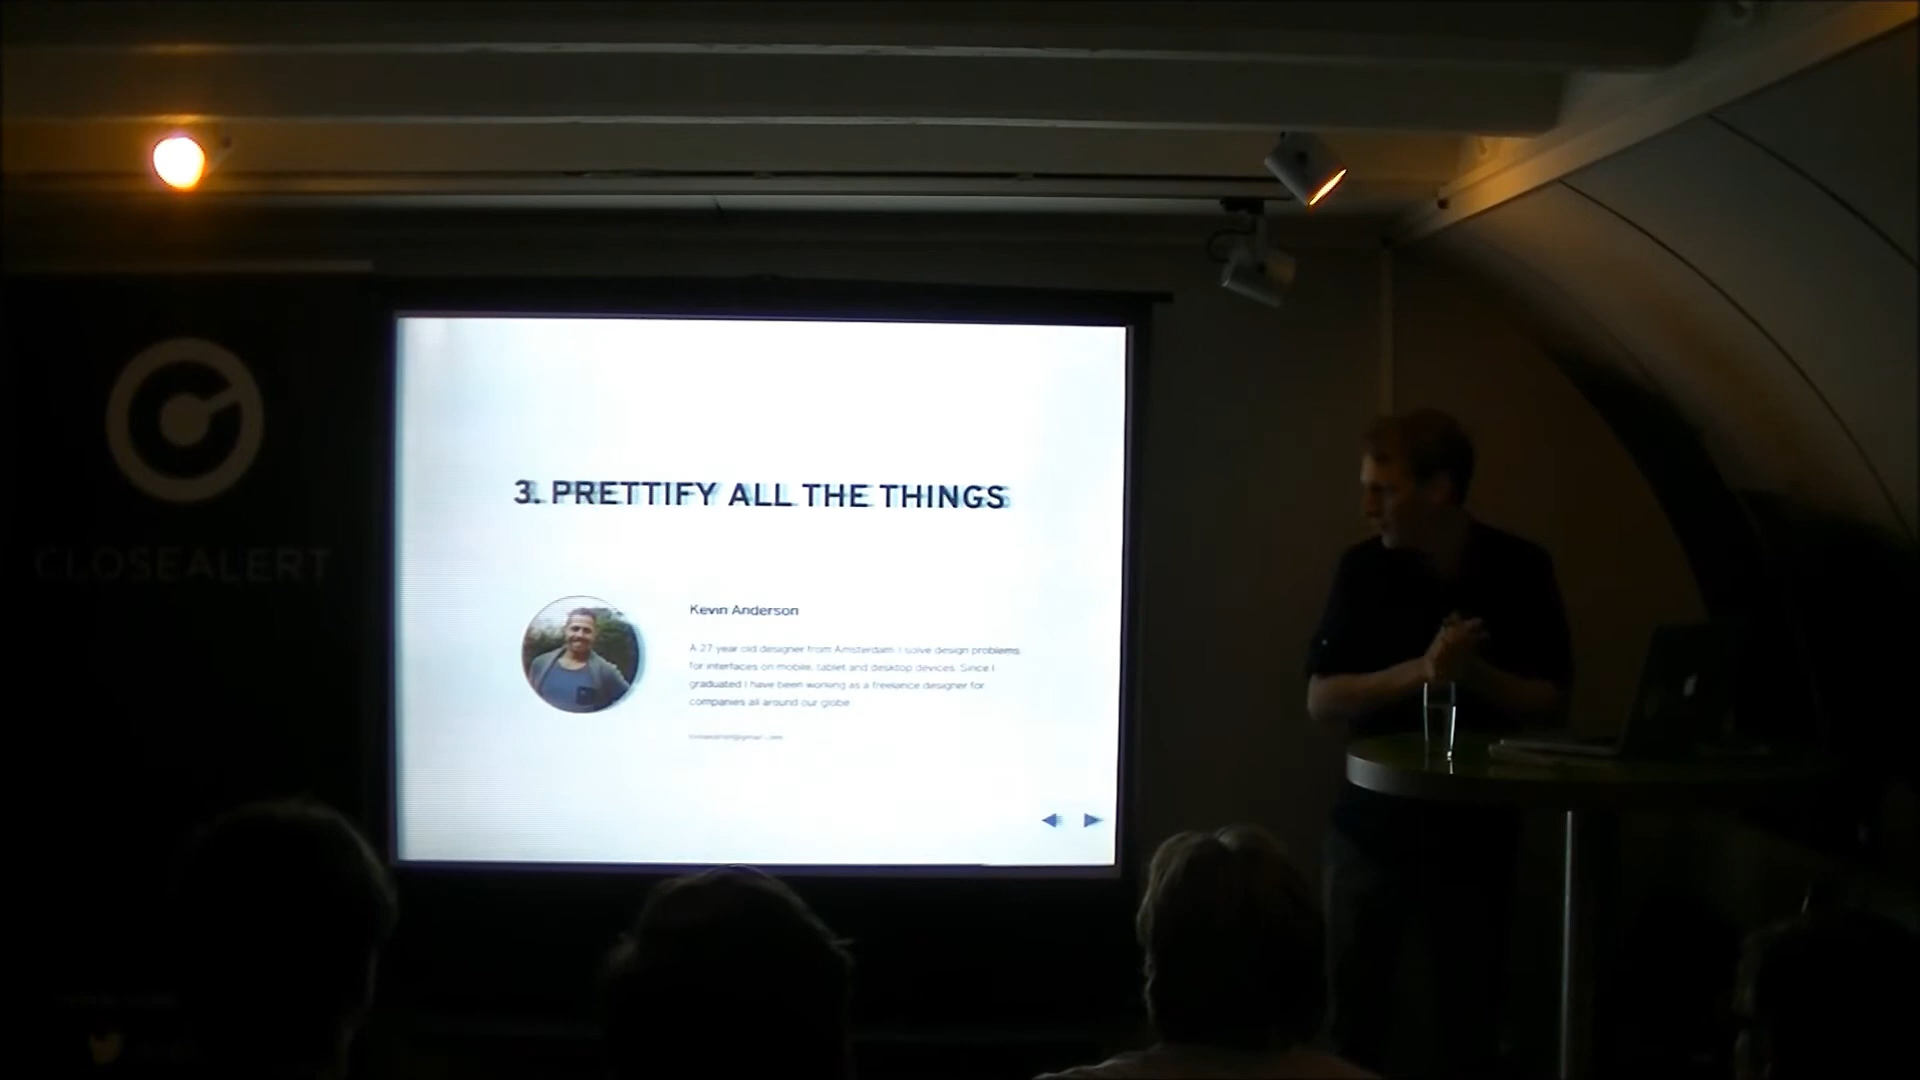 CLOSEALERT
3. PRETTIFY ALL THE THINGS
Kevin Anderson
A 27 year old designer from Amsterdam. I solve design problems
for interfaces on mobile, tablet and desktop devices. Since I
graduated I have been working as a freelance designer for
companies all around our globe.